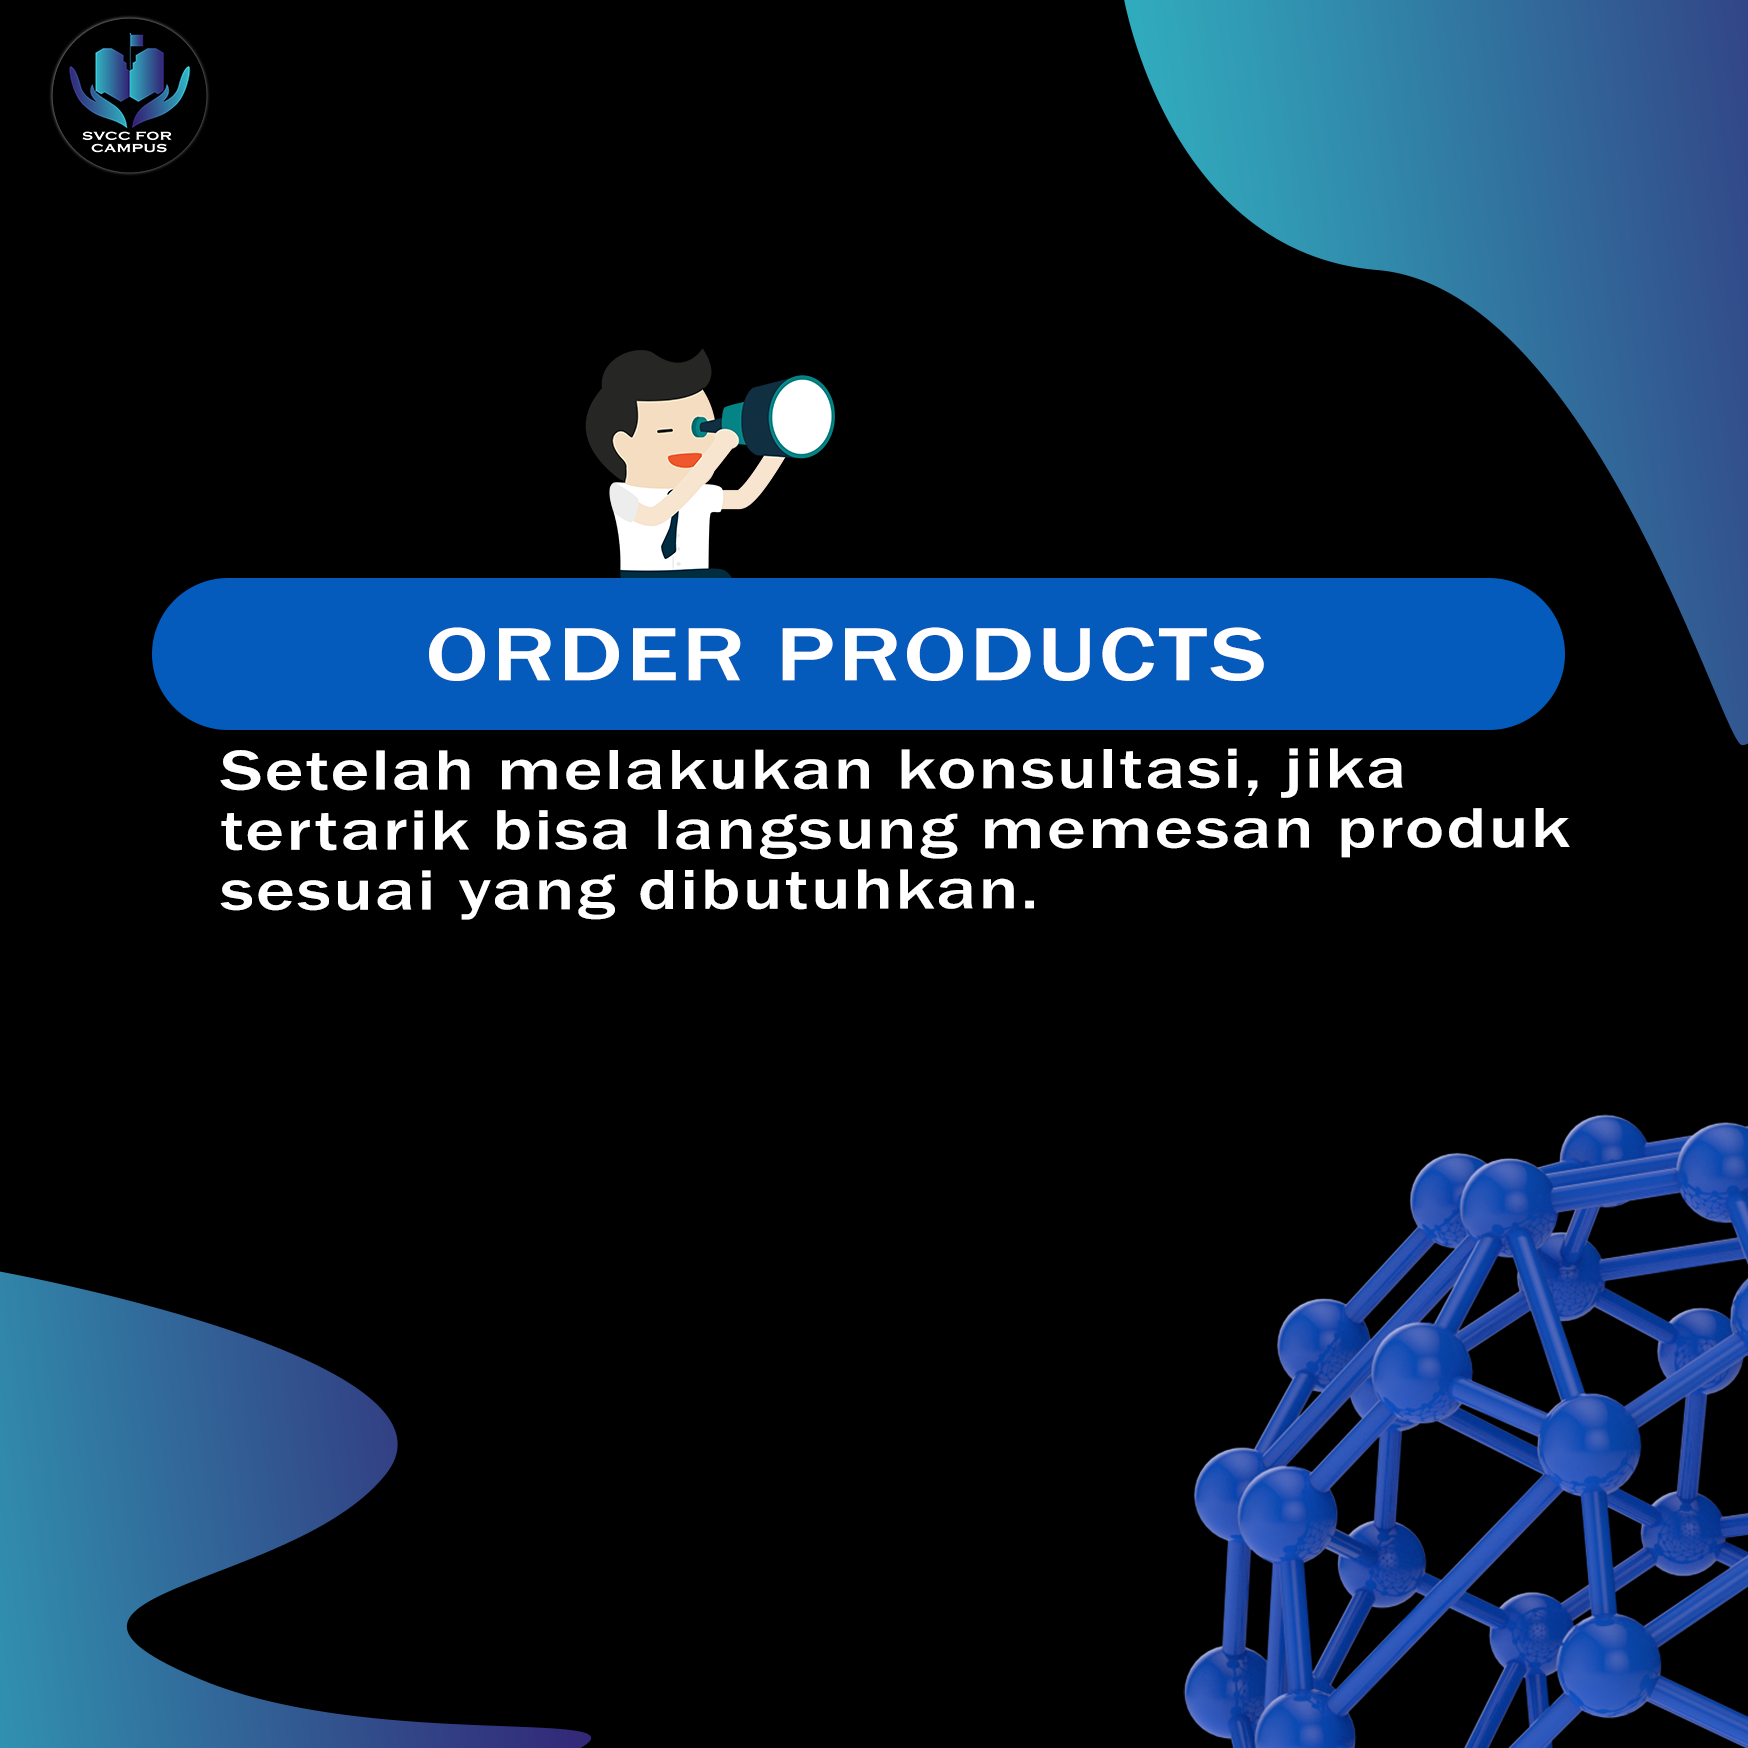 SVCC FOR
CAMPUS
ORDER PRODUCTS
Setelah melakukan konsultasi, jika
tertarik bisa langsung memesan produk
sesuai yang dibutuhkan.